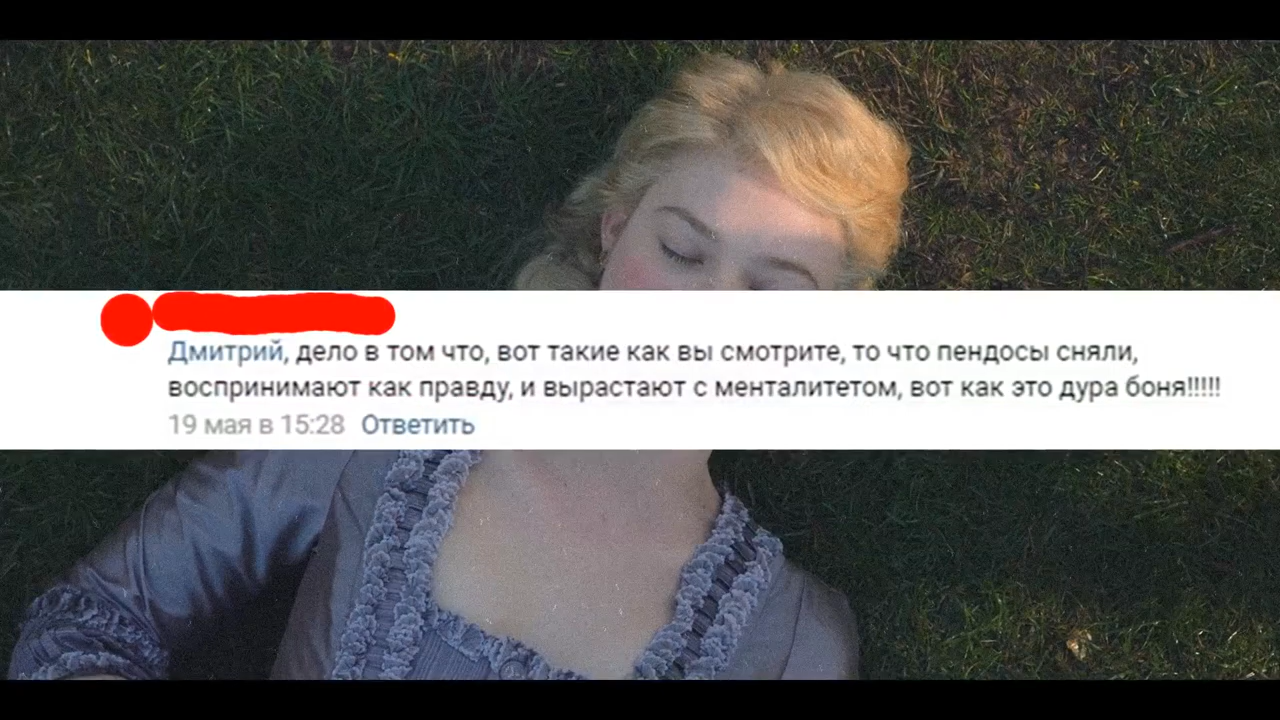 Дмитрий, дело в том что, вот такие как вы смотрите, то что пендосы сняли,
воспринимают как правду, и вырастают с менталитетом, вот как это дура боня!!!!!
19 мая в 15:28 Ответить